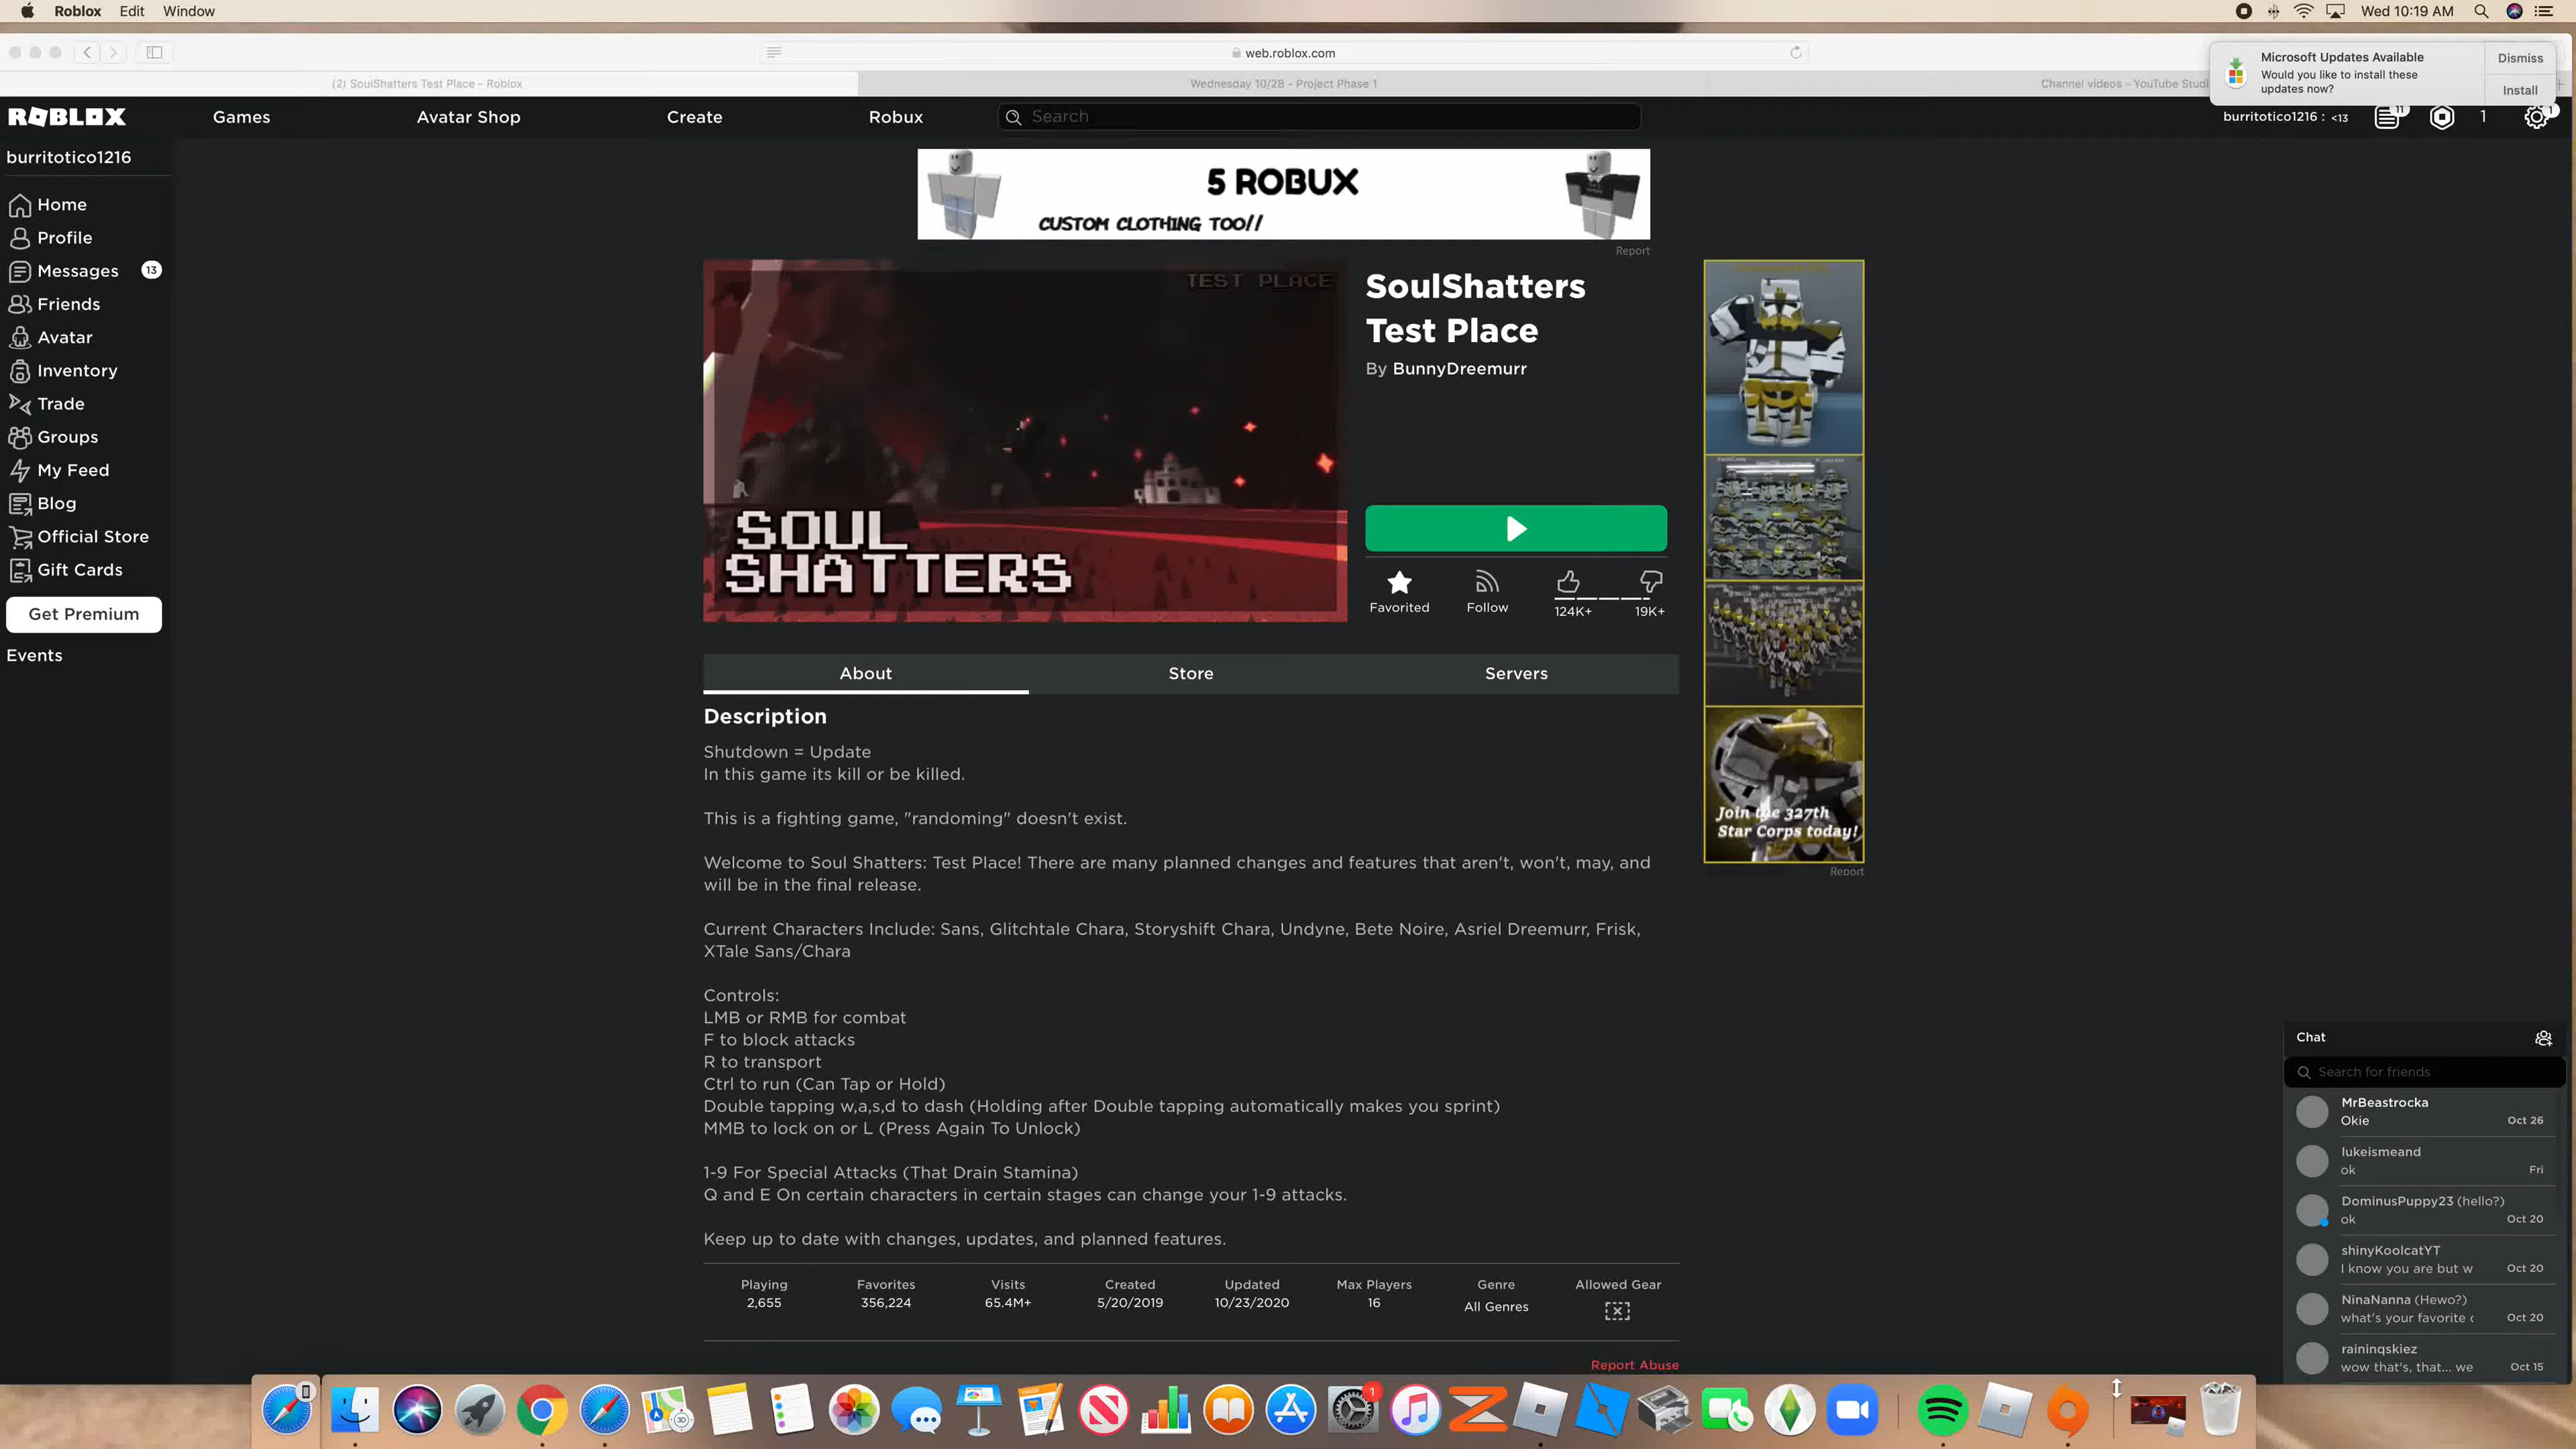 Roblox Edit Window
Wed 10:19 AM
web.roblox.com
(2) SoulShatters Test Place - Roblox
Wednesday 10/28 - Project Phase 1
Channel videos - YouTube Studi
Microsoft Updates Available
Would you like to install these
updates now?
Dismiss
Install
ROBLOX
Games
Avatar Shop
Create
Robux
Search
burritotico1216 : <13
11
1
1
burritotico1216
Home
Profile
Messages 13
Friends
Avatar
Inventory
Trade
Groups
My Feed
Blog
Official Store
Gift Cards
Get Premium
Events
5 ROBUX
CUSTOM CLOTHING TOO!!
Report
TEST PLACE
SOUL
SHATTERS
SoulShatters
Test Place
By BunnyDreemurr
Favorited
Follow
124K+
19K+
Join the 327th
Star Corps today!
Report
About
Store
Servers
Description
Shutdown = Update
In this game its kill or be killed.
This is a fighting game, "randoming" doesn't exist.
Welcome to Soul Shatters: Test Place! There are many planned changes and features that aren't, won't, may, and
will be in the final release.
Current Characters Include: Sans, Glitchtale Chara, Storyshift Chara, Undyne, Bete Noire, Asriel Dreemurr, Frisk,
XTale Sans/Chara
Controls:
LMB or RMB for combat
F to block attacks
R to transport
Ctrl to run (Can Tap or Hold)
Double tapping w,a,s,d to dash (Holding after Double tapping automatically makes you sprint)
MMB to lock on or L (Press Again To Unlock)
1-9 For Special Attacks (That Drain Stamina)
Q and E On certain characters in certain stages can change your 1-9 attacks.
Keep up to date with changes, updates, and planned features.
Playing
2,655
Favorites
356,224
Visits
65.4M+
Created
5/20/2019
Updated
10/23/2020
Max Players
16
Genre
All Genres
Allowed Gear
Report Abuse
Chat
Search for friends
MrBeastrocka
Okie Oct 26
lukeismeand
ok Fri
DominusPuppy23 (hello?)
ok Oct 20
shinyKoolcatYT
I know you are but w Oct 20
NinaNanna (Hewo?)
what's your favorite c Oct 20
raininqskiez
wow that's, that... we Oct 15
3D
1